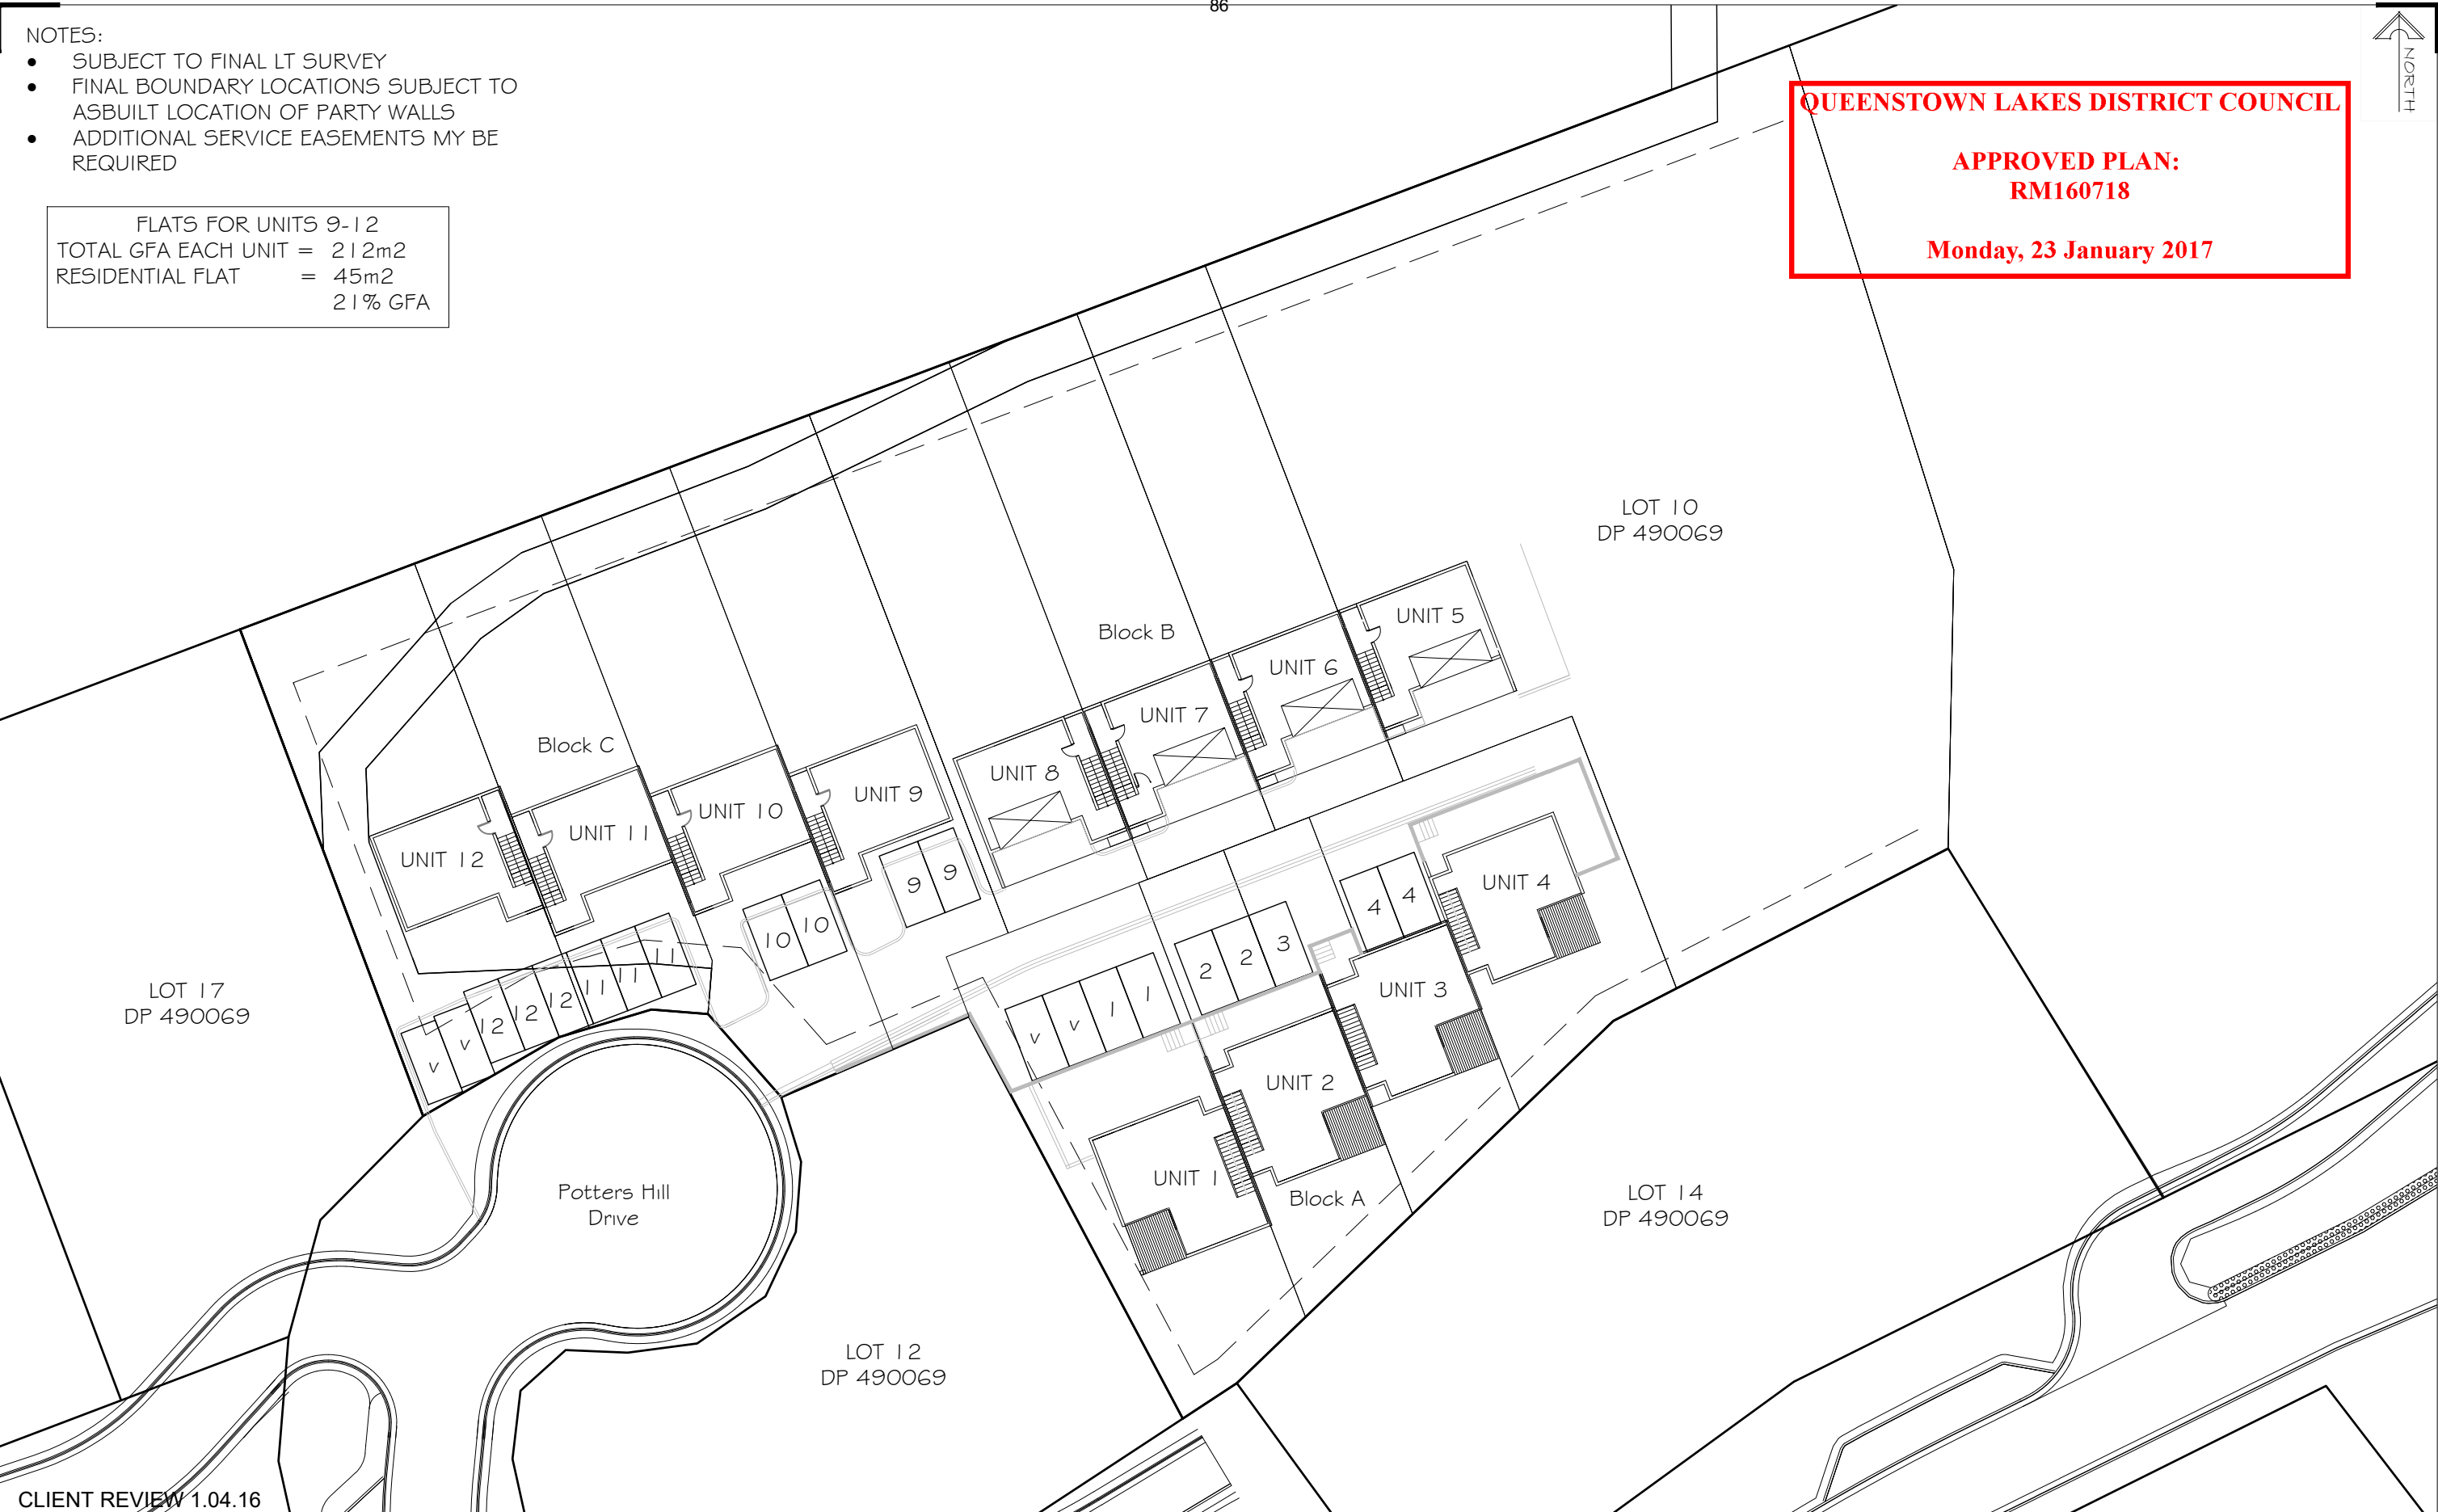 86
NOTES:
• SUBJECT TO FINAL LT SURVEY
• FINAL BOUNDARY LOCATIONS SUBJECT TO
ASBUILT LOCATION OF PARTY WALLS
• ADDITIONAL SERVICE EASEMENTS MY BE
REQUIRED
NORTH
QUEENSTOWN LAKES DISTRICT COUNCIL
APPROVED PLAN:
RM160718
Monday, 23 January 2017
FLATS FOR UNITS 9-12
TOTAL GFA EACH UNIT = 212m2
RESIDENTIAL FLAT = 45m2
21% GFA
LOT 10
DP 490069
Block B
UNIT 5
UNIT 6
UNIT 7
UNIT 8
Block C
UNIT 9
UNIT 10
UNIT 11
UNIT 12
9 9
10 10
11 11 11
12 12 12
v v
4 4
2 2 3
v v 1 1
UNIT 4
UNIT 3
UNIT 2
UNIT 1
Block A
LOT 17
DP 490069
Potters Hill
Drive
LOT 14
DP 490069
LOT 12
DP 490069
CLIENT REVIEW 1.04.16